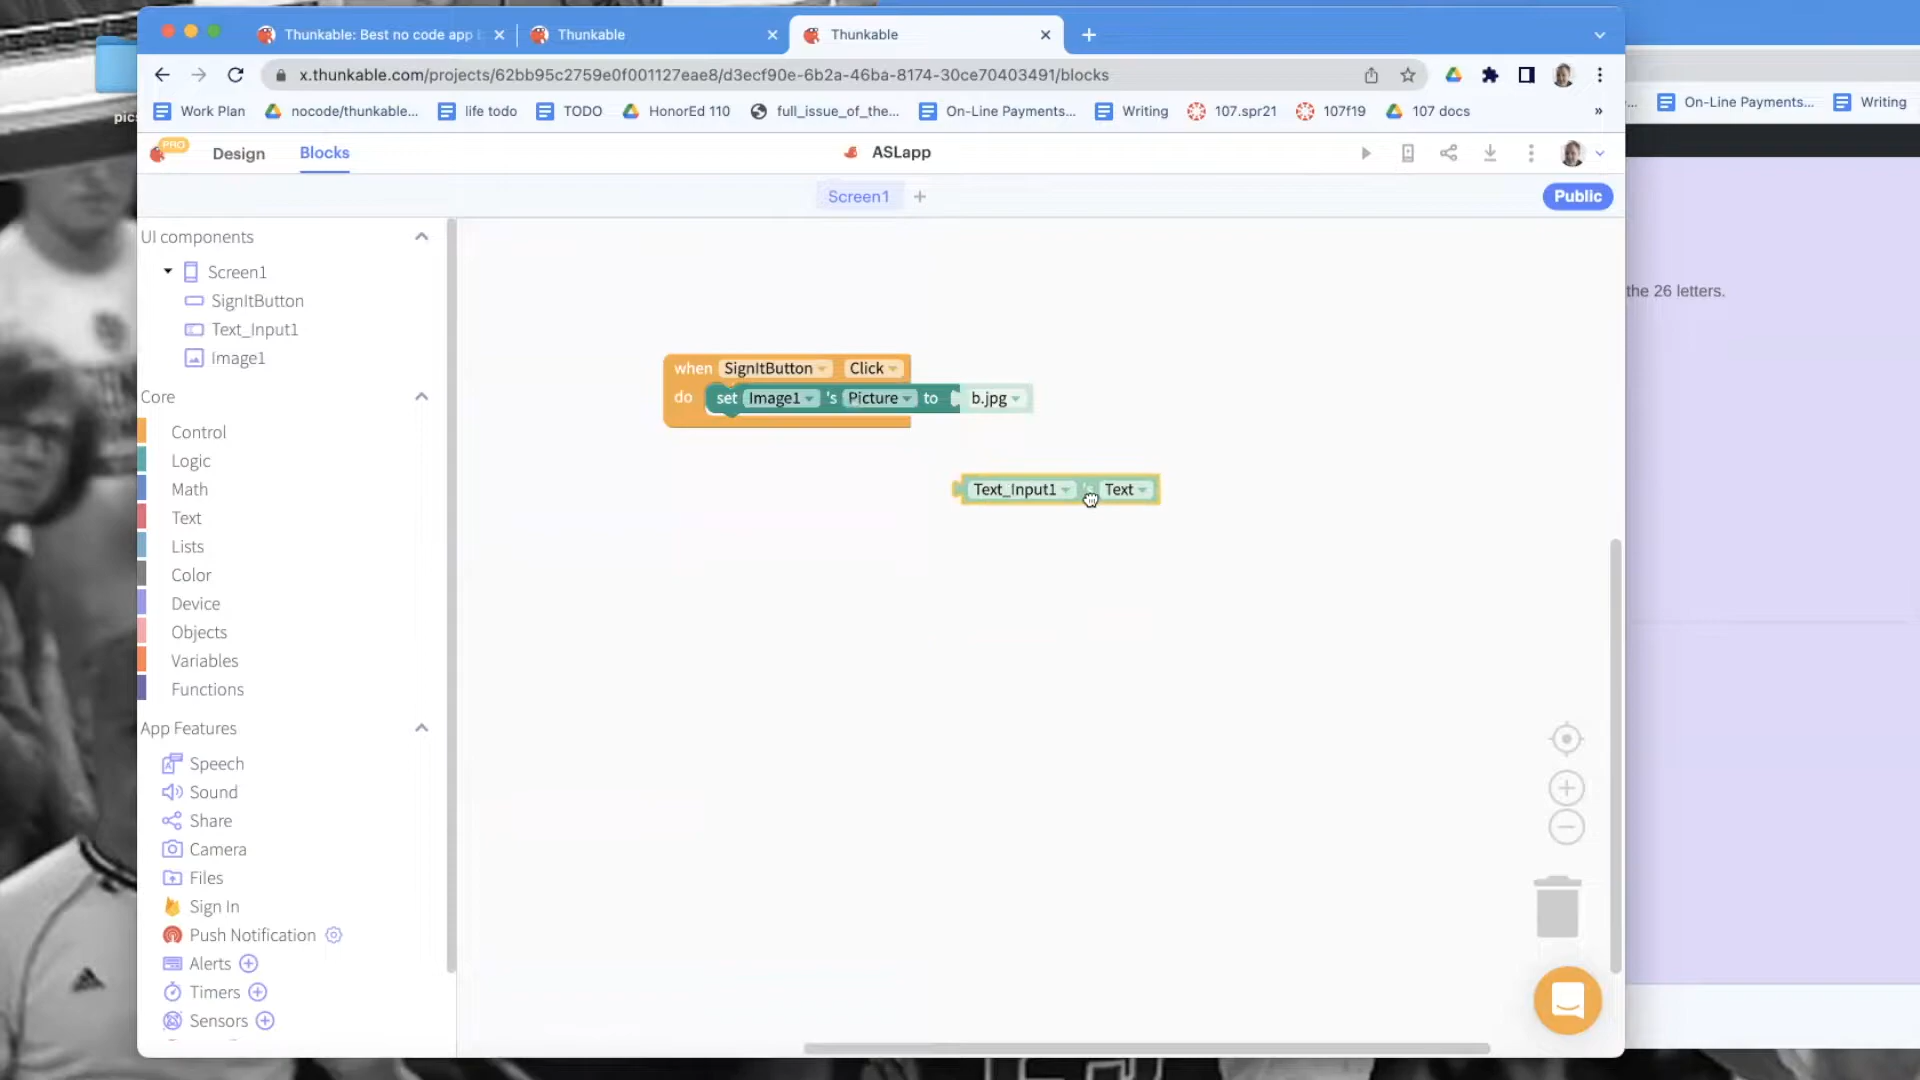 Thunkable: Best no code app b
Thunkable
Thunkable
x.thunkable.com/projects/62bb95c2759e0f001127eae8/d3ecf90e-6b2a-46ba-8174-30ce70403491/blocks
Work Plan
nocode/thunkable...
life todo
TODO
HonorEd 110
full_issue_of_the...
On-Line Payments...
Writing
107.spr21
107f19
107 docs
»
...
On-Line Payments...
Writing
pics
PRO
Design
Blocks
ASLapp
Screen1
Public
UI components
Screen1
SignItButton
Text_Input1
Image1
Core
Control
Logic
Math
Text
Lists
Color
Device
Objects
Variables
Functions
App Features
Speech
Sound
Share
Camera
Files
Sign In
Push Notification
Alerts
Timers
Sensors
when SignItButton Click
do set Image1 's Picture to b.jpg
Text_Input1 's Text
the 26 letters.